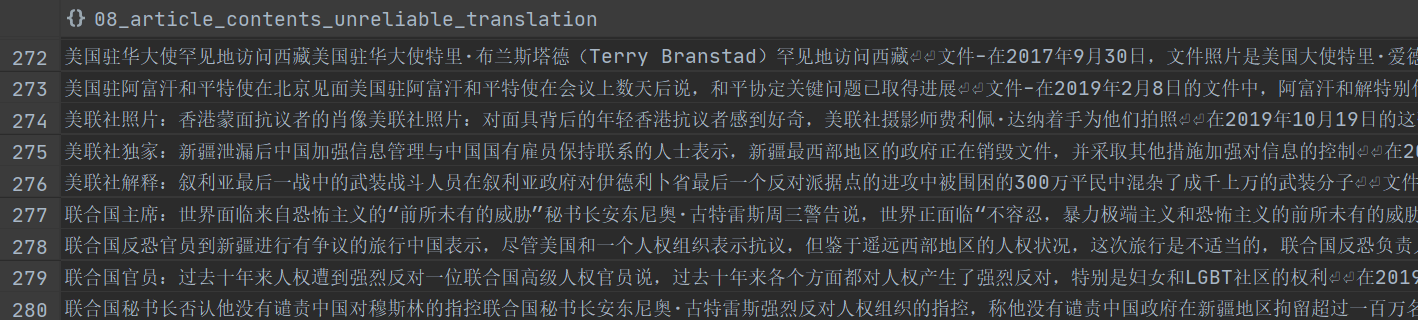 {} 08_article_contents_unreliable_translation
272 美国驻华大使罕见地访问西藏美国驻华大使特里·布兰斯塔德（Terry Branstad）罕见地访问西藏⏎⏎文件-在2017年9月30日，文件照片是美国大使特里·爱德
273 美国驻阿富汗和平特使在北京见面美国驻阿富汗和平特使在会议上数天后说，和平协定关键问题已取得进展⏎⏎文件-在2019年2月8日的文件中，阿富汗和解特别
274 美联社照片：香港蒙面抗议者的肖像美联社照片：对面具背后的年轻香港抗议者感到好奇，美联社摄影师费利佩·达纳着手为他们拍照⏎⏎在2019年10月19日的这
275 美联社独家：新疆泄漏后中国加强信息管理与中国国有雇员保持联系的人士表示，新疆最西部地区的政府正在销毁文件，并采取其他措施加强对信息的控制⏎⏎在20
276 美联社解释：叙利亚最后一战中的武装战斗人员在叙利亚政府对伊德利卜省最后一个反对派据点的进攻中被围困的300万平民中混杂了成千上万的武装分子⏎⏎文件
277 联合国主席：世界面临来自恐怖主义的“前所未有的威胁”秘书长安东尼奥·古特雷斯周三警告说，世界正面临“不容忍，暴力极端主义和恐怖主义的前所未有的威胁
278 联合国反恐官员到新疆进行有争议的旅行中国表示，尽管美国和一个人权组织表示抗议，但鉴于遥远西部地区的人权状况，这次旅行是不适当的，联合国反恐负责
279 联合国官员：过去十年来人权遭到强烈反对一位联合国高级人权官员说，过去十年来各个方面都对人权产生了强烈反对，特别是妇女和LGBT社区的权利⏎⏎在2019
280 联合国秘书长否认他没有谴责中国对穆斯林的指控联合国秘书长安东尼奥·古特雷斯强烈反对人权组织的指控，称他没有谴责中国政府在新疆地区拘留超过一百万名